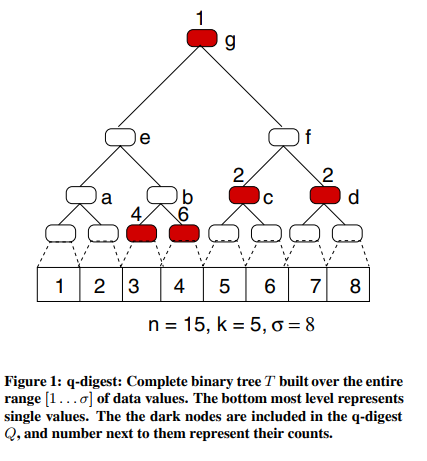 1
g
e
f
2
2
a
b
c
d
4
6
1 2 3 4 5 6 7 8
n = 15, k = 5, σ = 8
Figure 1: q-digest: Complete binary tree T built over the entire
range [1...σ] of data values. The bottom most level represents
single values. The the dark nodes are included in the q-digest
Q, and number next to them represent their counts.